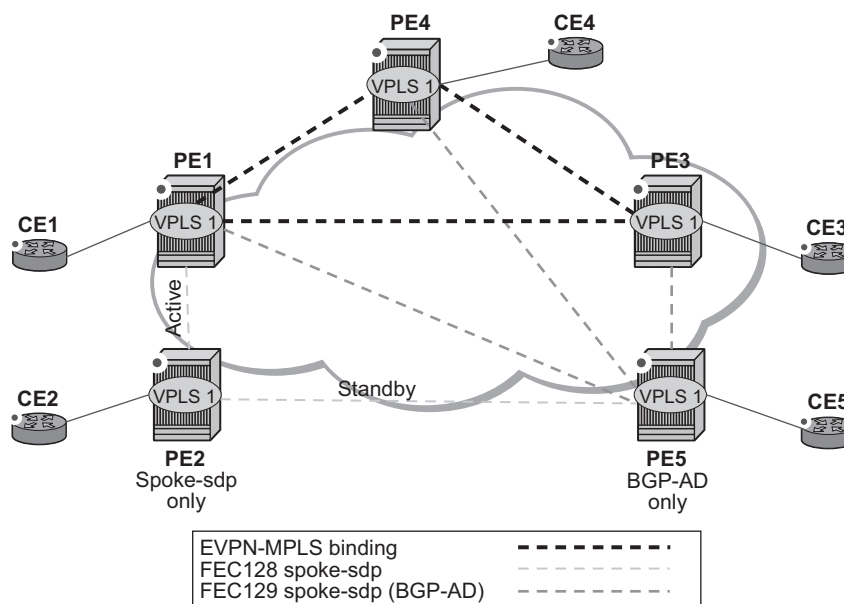 PE4
CE4
VPLS 1
PE1
PE3
CE1
VPLS 1
VPLS 1
CE3
Active
CE2
VPLS 1
Standby
VPLS 1
CE5
PE2
Spoke-sdp
only
PE5
BGP-AD
only
EVPN-MPLS binding
FEC128 spoke-sdp
FEC129 spoke-sdp (BGP-AD)